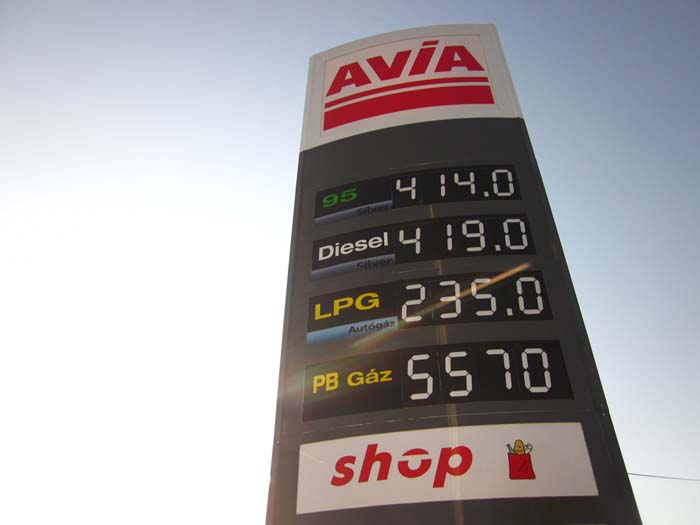 AViA
95 414.0
Silver
Diesel 419.0
Silver
LPG 235.0
Autógáz
PB Gáz 5570
shop